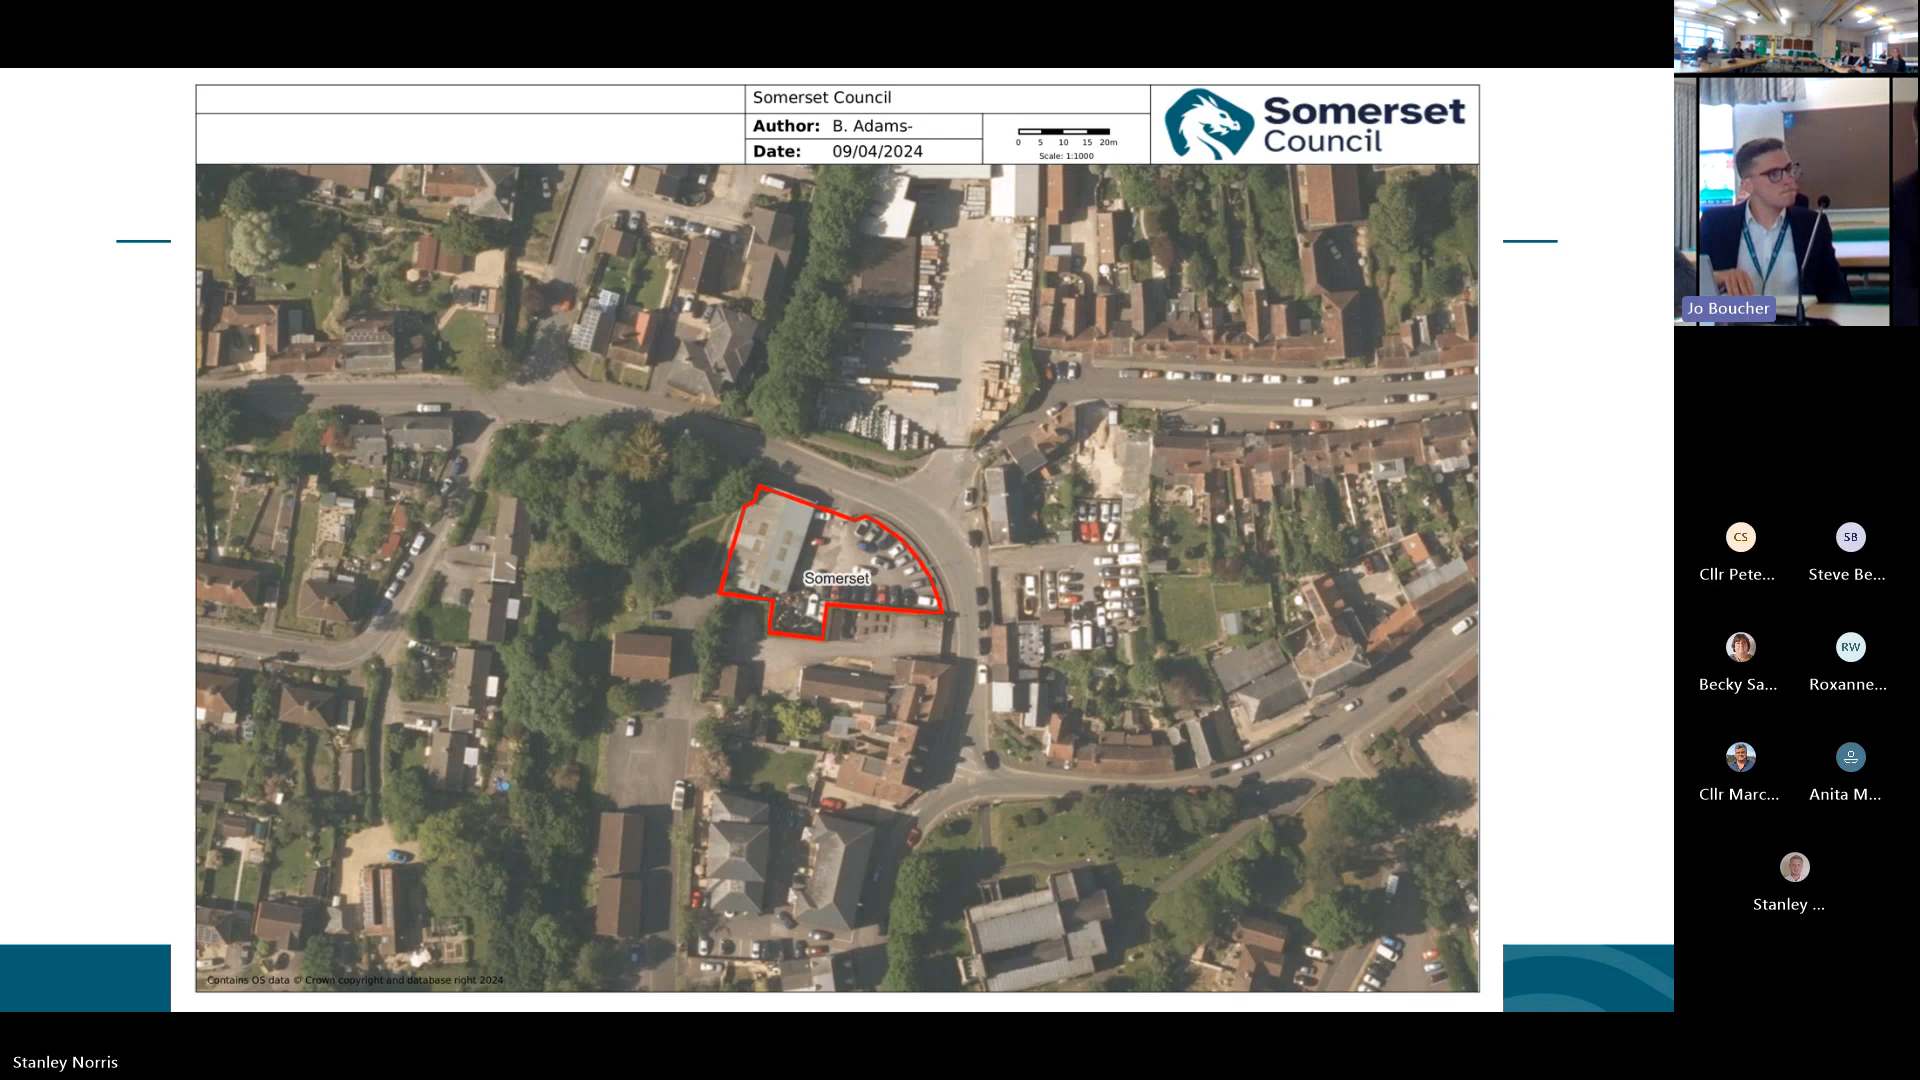 Somerset Council
Author: B. Adams-
Date: 09/04/2024
0 5 10 15 20m
Scale: 1:1000
Somerset
Council
Somerset
Contains OS data © Crown copyright and database right 2024
Jo Boucher
CS
SB
Cllr Pete...
Steve Be...
RW
Becky Sa...
Roxanne...
Cllr Marc...
Anita M...
Stanley ...
Stanley Norris